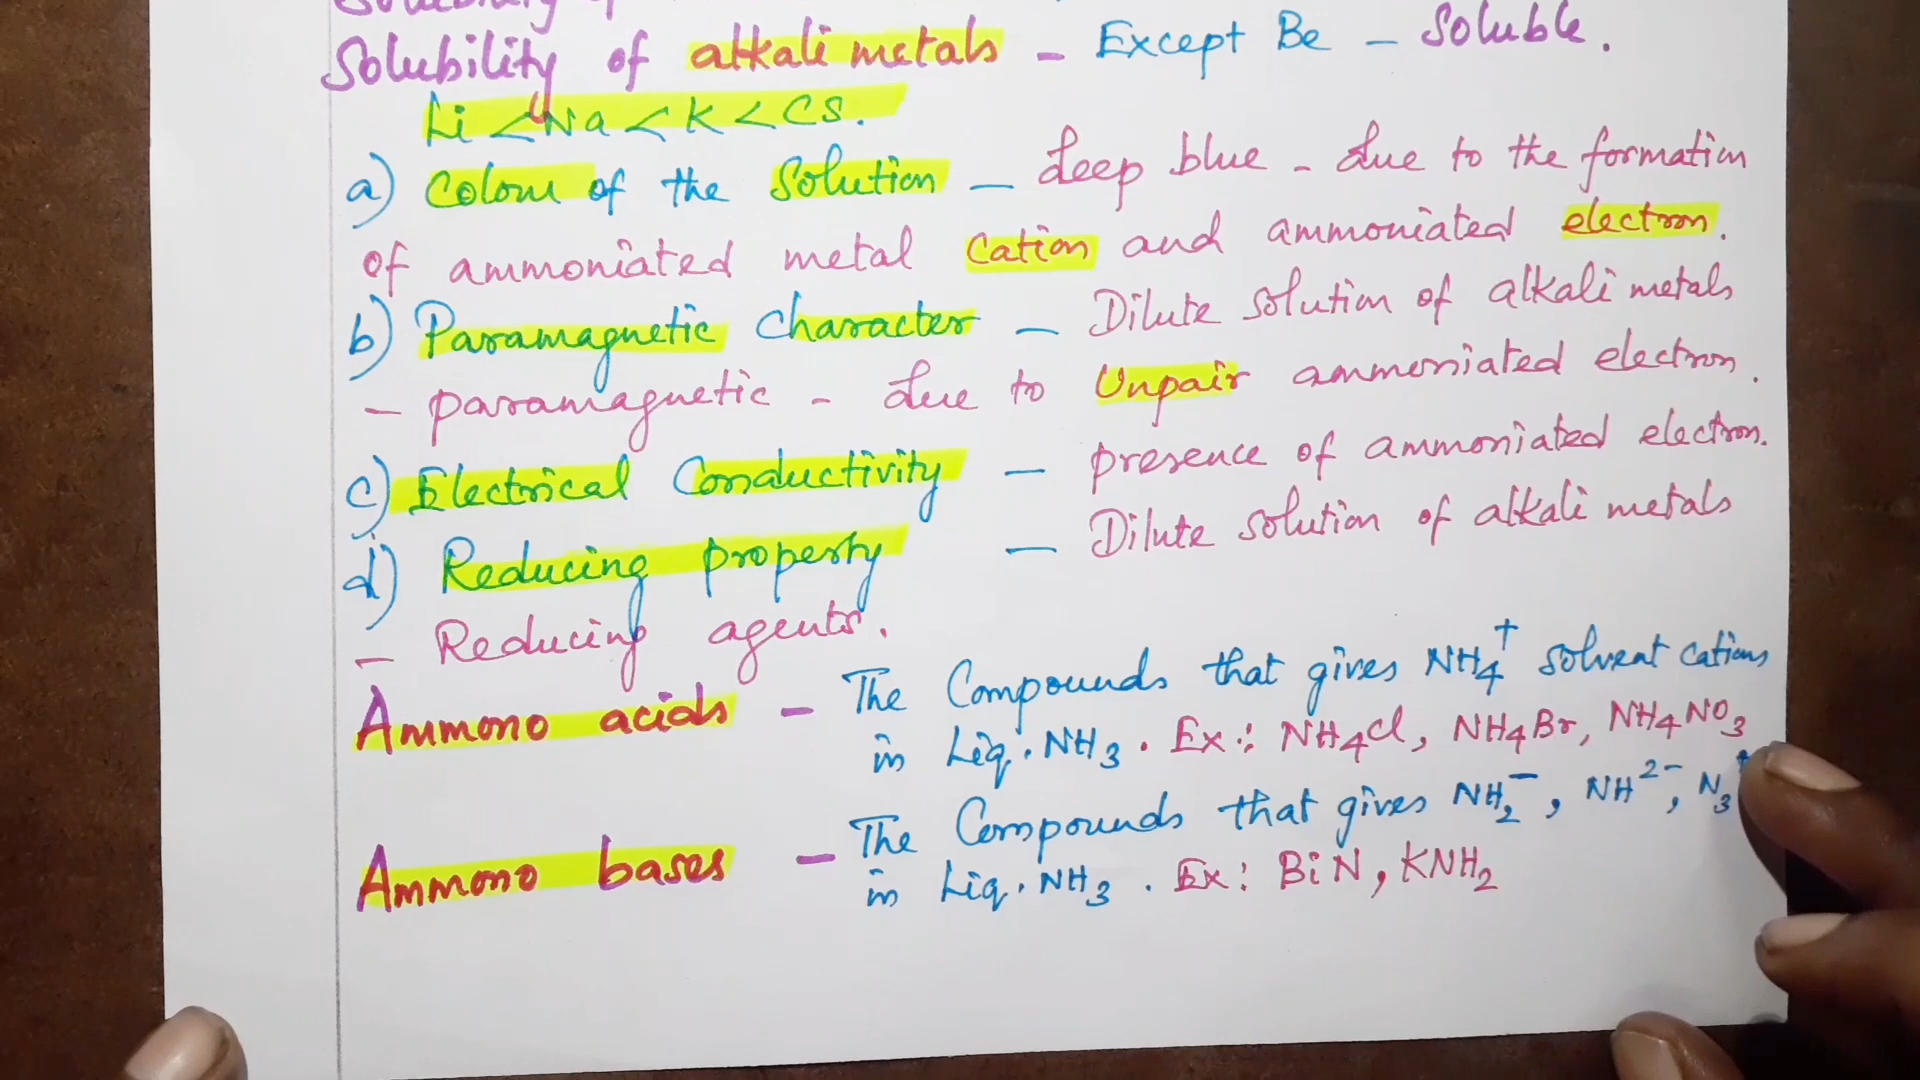 Solubility of
Solubility of alkali metals - Except Be - Soluble.
Li < Na < K < Cs.
a) Colour of the Solution - deep blue - due to the formation
of ammoniated metal Cation and ammoniated electron.
b) Paramagnetic Character - Dilute solution of alkali metals
- paramagnetic - due to Unpair ammoniated electron.
c) Electrical Conductivity - presence of ammoniated electron.
d) Reducing property - Dilute solution of alkali metals
- Reducing agents.
Ammono acids - The Compounds that gives NH4+ solvent cations
in Liq. NH3. Ex: NH4Cl, NH4Br, NH4NO3
Ammono bases - The Compounds that gives NH2-, NH2-, N3
in Liq. NH3. Ex: BiN, KNH2